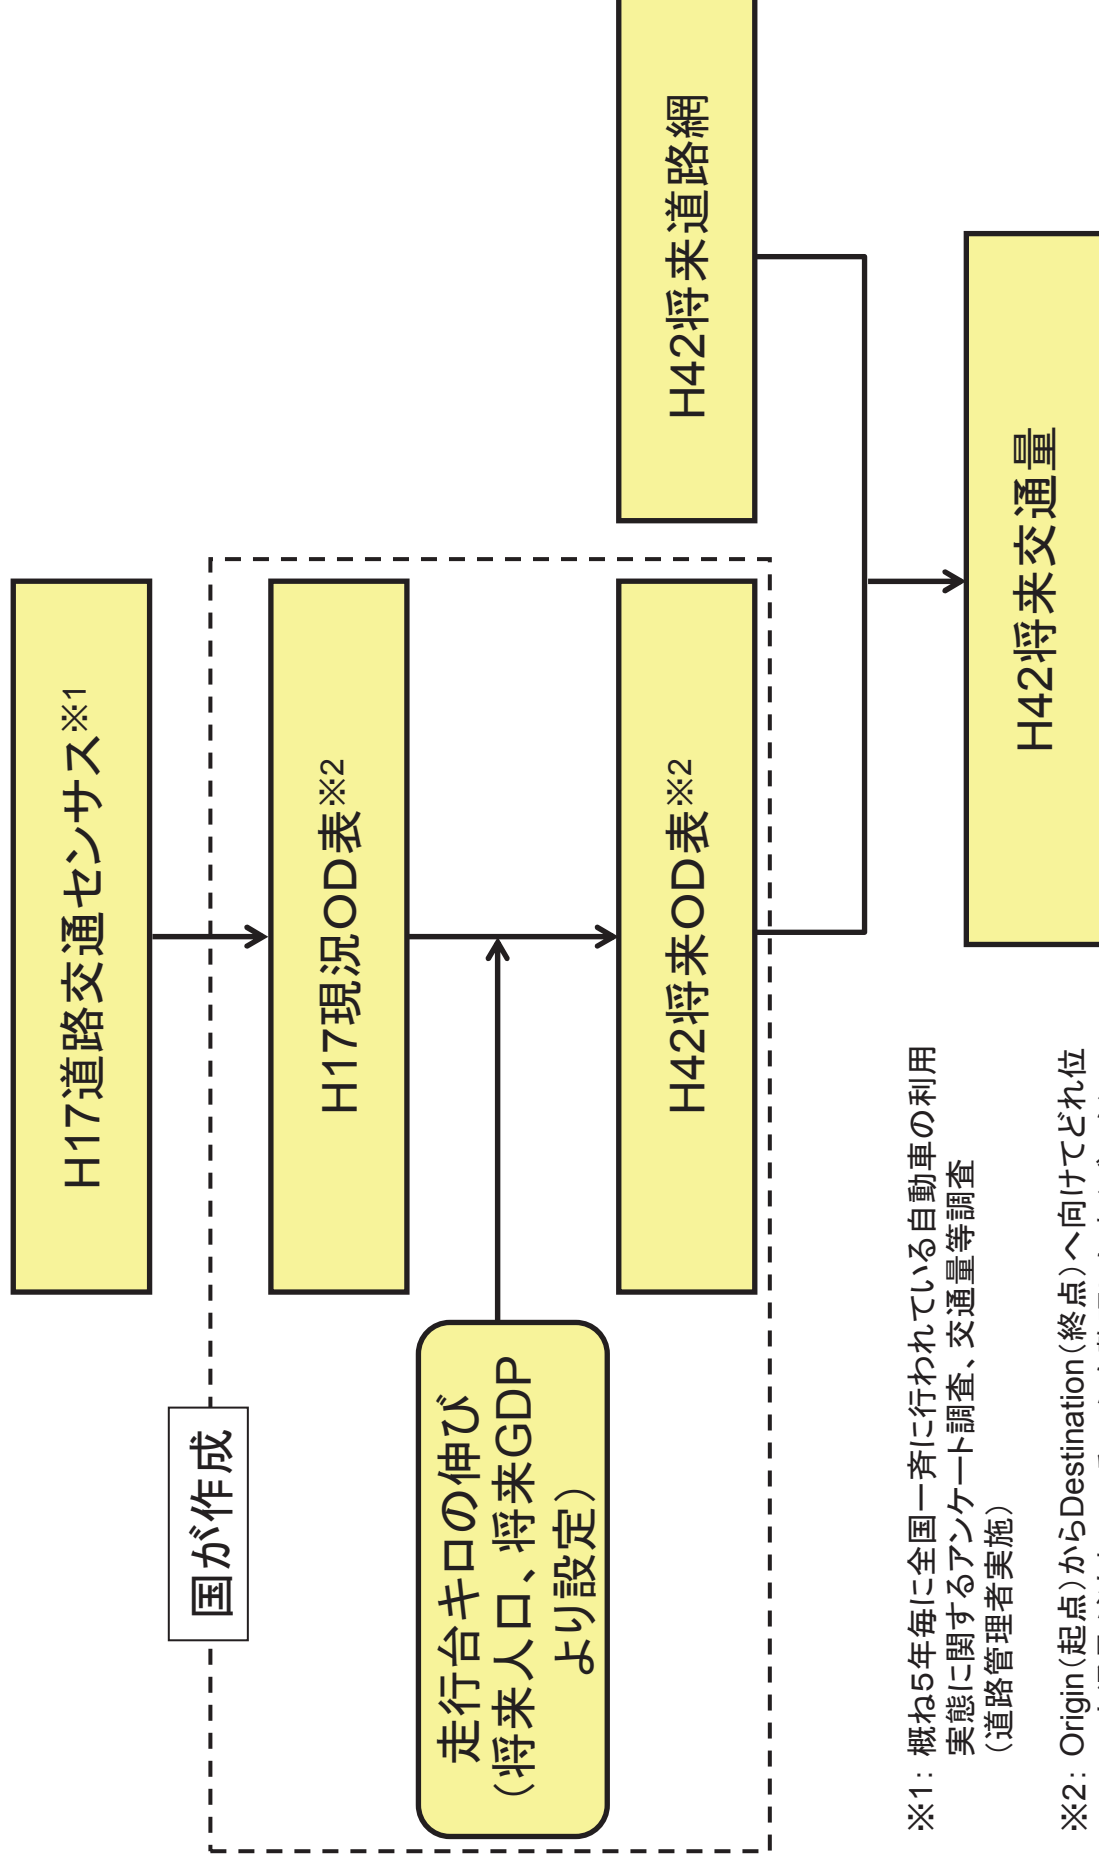 H17道路交通センサス※1
国が作成
H17現況OD表※2
走行台キロの伸び
（将来人口、将来GDP
より設定）
H42将来OD表※2
H42将来道路網
H42将来交通量
※1: 概ね5年毎に全国一斉に行われている自動車の利用
実態に関するアンケート調査、交通量等調査
（道路管理者実施）
※2: Origin（起点）からDestination（終点）へ向けてどれ位